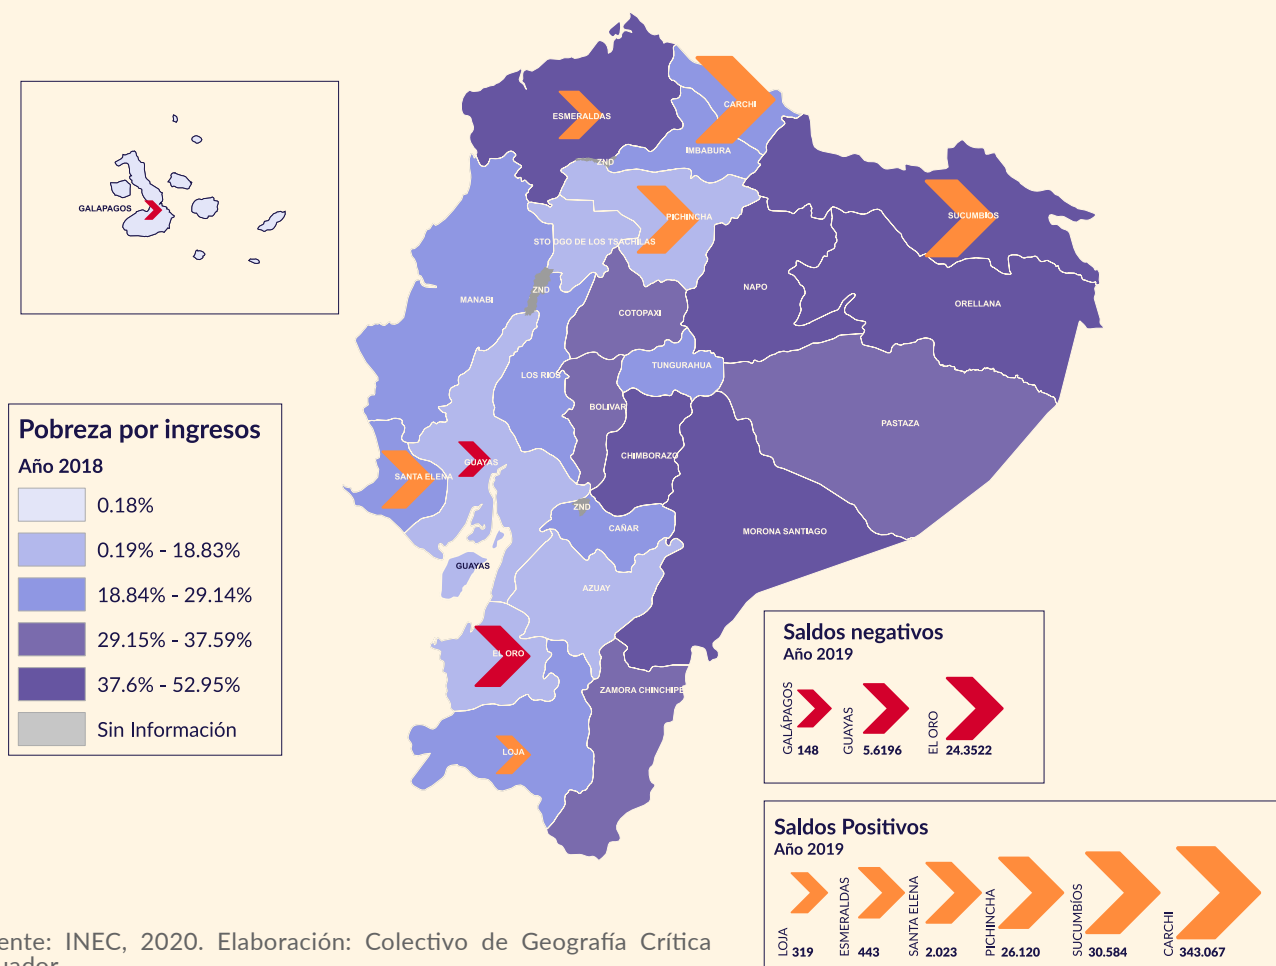 ESMERALDAS
CARCHI
ZND
IMBABURA
GALAPAGOS
PICHINCHA
SUCUMBÍOS
STO DGO DE LOS TSACHILAS
ZND
NAPO
MANABI
ORELLANA
COTOPAXI
TUNGURAHUA
LOS RIOS
BOLIVAR
PASTAZA
CHIMBORAZO
GUAYAS
SANTA ELENA
ZND
CAÑAR
MORONA SANTIAGO
GUAYAS
AZUAY
EL ORO
ZAMORA CHINCHIPE
LOJA
Pobreza por ingresos
Año 2018
0.18%
0.19% - 18.83%
18.84% - 29.14%
29.15% - 37.59%
37.6% - 52.95%
Sin Información
Saldos negativos
Año 2019
GALÁPAGOS 148
GUAYAS 5.6196
EL ORO 24.3522
Saldos Positivos
Año 2019
LOJA 319
ESMERALDAS 443
SANTA ELENA 2.023
PICHINCHA 26.120
SUCUMBÍOS 30.584
CARCHI 343.067
ente: INEC, 2020. Elaboración: Colectivo de Geografía Crítica
uador